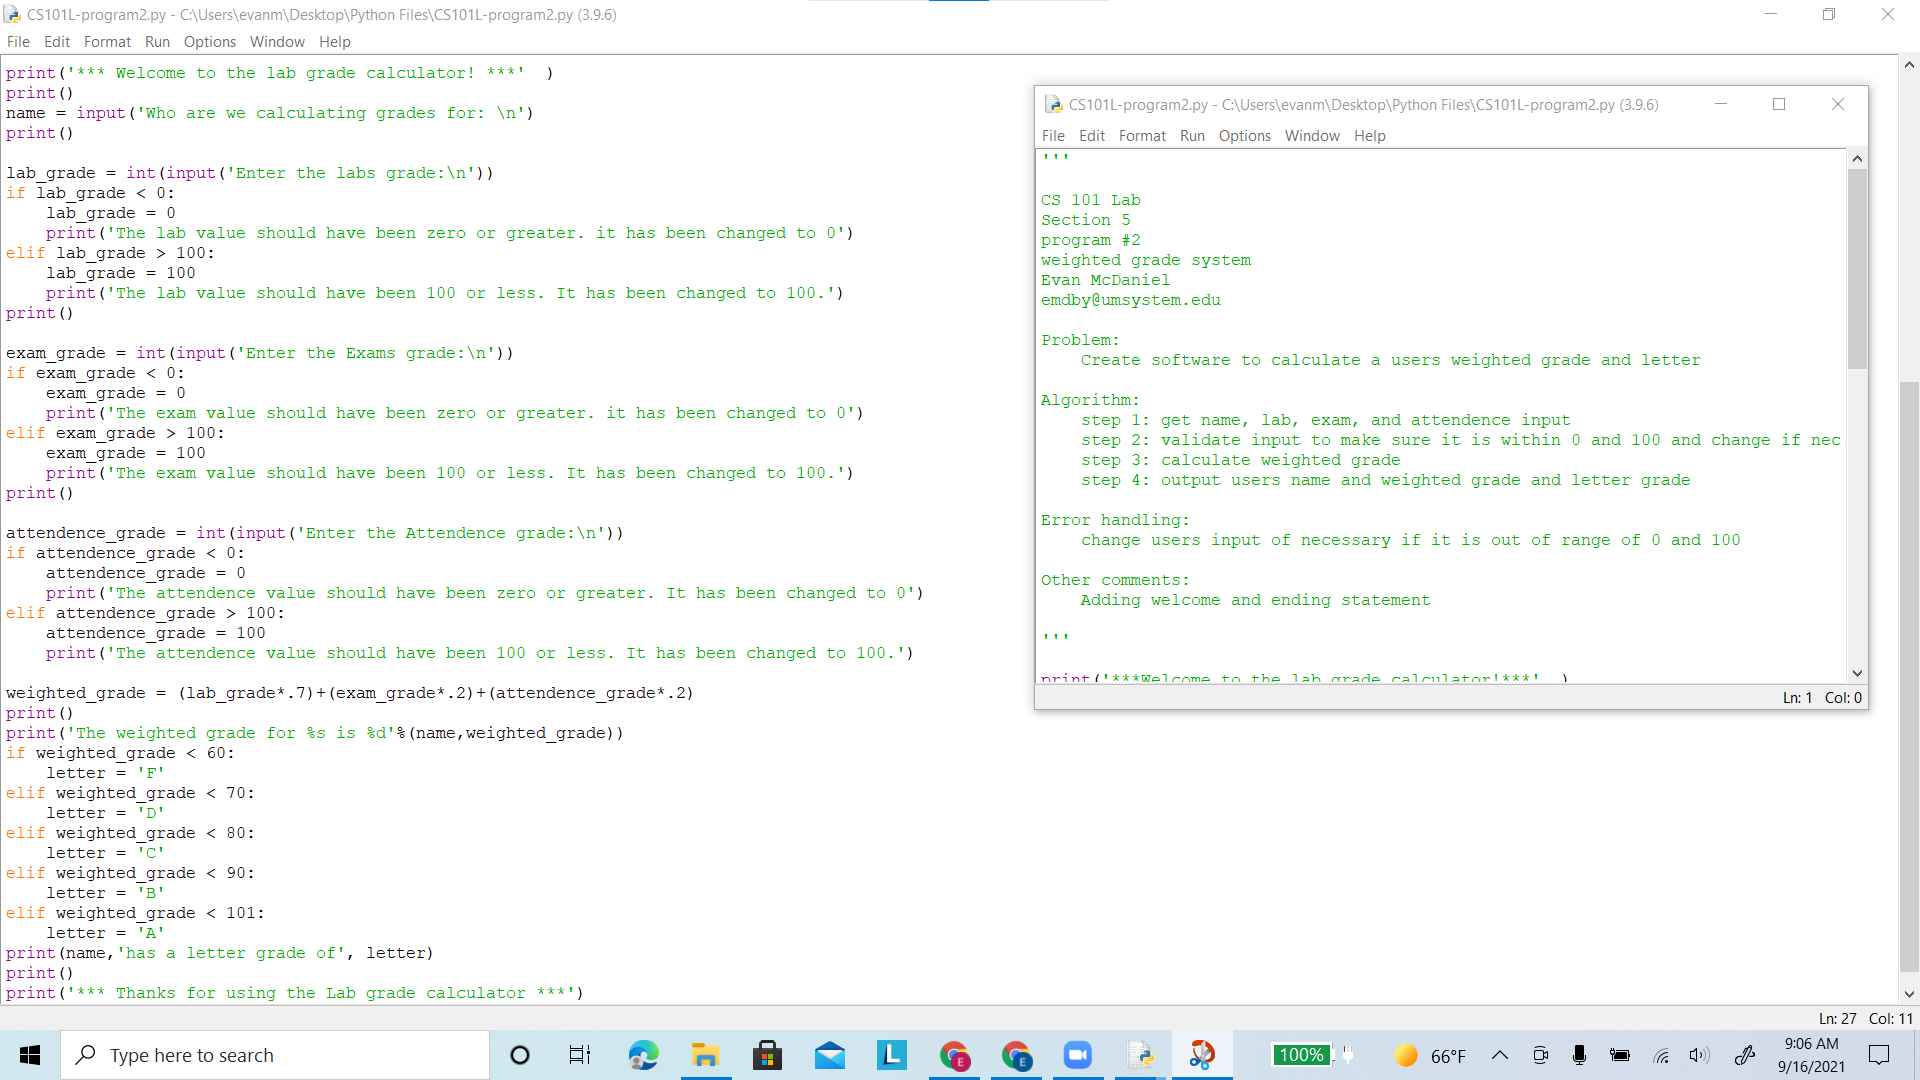 CS101L-program2.py - C:\Users\evanm\Desktop\Python Files\CS101L-program2.py (3.9.6)
File Edit Format Run Options Window Help
print('*** Welcome to the lab grade calculator! ***'  )
print()
name = input('Who are we calculating grades for: \n')
print()
lab_grade = int(input('Enter the labs grade:\n'))
if lab_grade < 0:
    lab_grade = 0
    print('The lab value should have been zero or greater. it has been changed to 0')
elif lab_grade > 100:
    lab_grade = 100
    print('The lab value should have been 100 or less. It has been changed to 100.')
print()
exam_grade = int(input('Enter the Exams grade:\n'))
if exam_grade < 0:
    exam_grade = 0
    print('The exam value should have been zero or greater. it has been changed to 0')
elif exam_grade > 100:
    exam_grade = 100
    print('The exam value should have been 100 or less. It has been changed to 100.')
print()
attendence_grade = int(input('Enter the Attendence grade:\n'))
if attendence_grade < 0:
    attendence_grade = 0
    print('The attendence value should have been zero or greater. It has been changed to 0')
elif attendence_grade > 100:
    attendence_grade = 100
    print('The attendence value should have been 100 or less. It has been changed to 100.')
weighted_grade = (lab_grade*.7)+(exam_grade*.2)+(attendence_grade*.2)
print()
print('The weighted grade for %s is %d'%(name,weighted_grade))
if weighted_grade < 60:
    letter = 'F'
elif weighted_grade < 70:
    letter = 'D'
elif weighted_grade < 80:
    letter = 'C'
elif weighted_grade < 90:
    letter = 'B'
elif weighted_grade < 101:
    letter = 'A'
print(name,'has a letter grade of', letter)
print()
print('*** Thanks for using the Lab grade calculator ***')
Ln: 27 Col: 11
CS101L-program2.py - C:\Users\evanm\Desktop\Python Files\CS101L-program2.py (3.9.6)
File Edit Format Run Options Window Help
'''
CS 101 Lab
Section 5
program #2
weighted grade system
Evan McDaniel
emdby@umsystem.edu
Problem:
    Create software to calculate a users weighted grade and letter
Algorithm:
    step 1: get name, lab, exam, and attendence input
    step 2: validate input to make sure it is within 0 and 100 and change if nec
    step 3: calculate weighted grade
    step 4: output users name and weighted grade and letter grade
Error handling:
    change users input of necessary if it is out of range of 0 and 100
Other comments:
    Adding welcome and ending statement
'''
print('***Welcome to the lab grade calculator!***'  )
Ln: 1 Col: 0
Type here to search
L
E
E
100%
66°F
9:06 AM
9/16/2021